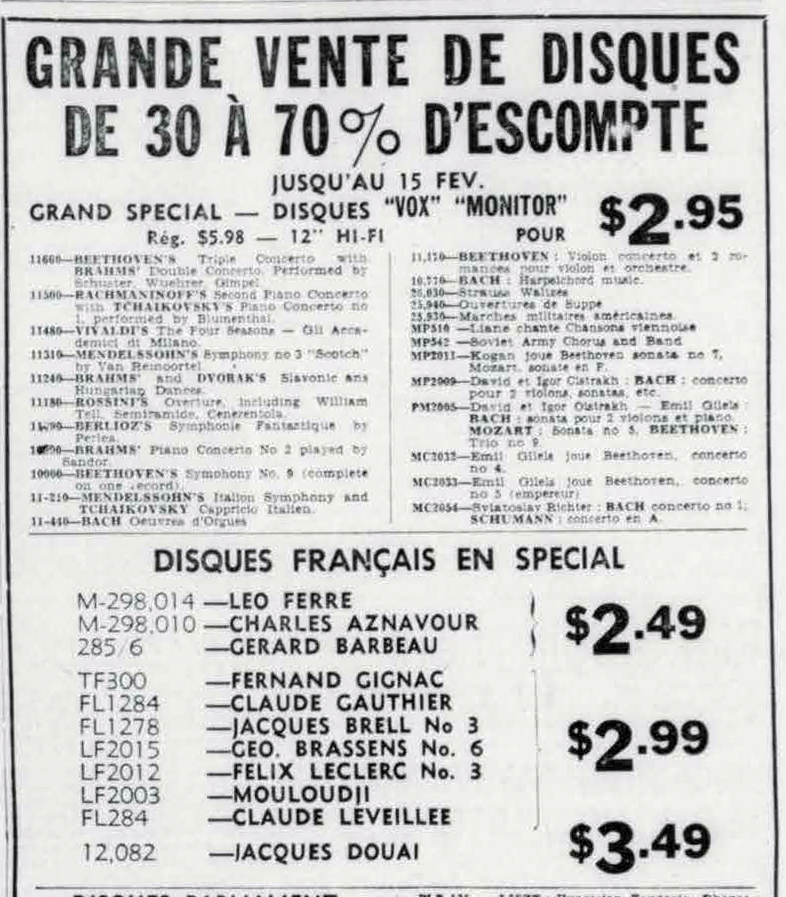 GRANDE VENTE DE DISQUES
DE 30 À 70% D'ESCOMPTE
JUSQU'AU 15 FEV.
GRAND SPECIAL — DISQUES "VOX" "MONITOR"
Rég. $5.98 — 12" HI-FI POUR
$2.95
11660—BEETHOVEN'S Triple Concerto with
BRAHMS' Double Concerto. Performed by
Schuster, Wuehrer, Gimpel.
11500—RACHMANINOFF'S Second Piano Concerto
with TCHAIKOVSKY'S Piano Concerto no
1, performed by Blumenthal.
11480—VIVALDI'S The Four Seasons — Gli Acca-
demici di Milano.
11310—MENDELSSOHN'S Symphony no 3 "Scotch"
by Van Remoortel.
11240—BRAHMS' and DVORAK'S Slavonic ans
Hungarian Dances.
11180—ROSSINI'S Overture, including William
Tell, Semiramide, Cenerentola.
BERLIOZ'S Symphonie Fantastique by
Perlea.
BRAHMS' Piano Concerto No 2 played by
Sandor.
10000—BEETHOVEN'S Symphony No. 9 (complete
on one record).
11-210—MENDELSSOHN'S Italion Symphony and
TCHAIKOVSKY Cappricio Italien.
11-440—BACH Oeuvres d'Orgues
11,170—BEETHOVEN : Violon concerto et 2 ro-
mances pour violon et orchestre.
BACH : Harpsichord music.
Strauss Waltzes
Ouvertures de Suppe
Marches militaires américaines.
MP510 —Liane chante Chansons viennoise
MP542 —Soviet Army Chorus and Band
MP2011—Kogan joue Beethoven sonata no 7,
Mozart, sonate en F.
MP2009—David et Igor Oistrakh : BACH : concerto
pour 2 violons, sonatas, etc.
PM2005—David et Igor Oistrakh — Emil Gilels :
BACH : sonata pour 2 violons et piano.
MOZART : Sonata no 5. BEETHOVEN :
Trio no 9.
MC2032—Emil Gilels joue Beethoven, concerto
no 4.
MC2033—Emil Gilels joue Beethoven, concerto
no 5 (empereur)
MC2054—Sviatoslav Richter : BACH concerto no 1;
SCHUMANN : concerto en A.
DISQUES FRANÇAIS EN SPECIAL
M-298,014 —LEO FERRE
M-298,010 —CHARLES AZNAVOUR
285/6 —GERARD BARBEAU
$2.49
TF300 —FERNAND GIGNAC
FL1284 —CLAUDE GAUTHIER
FL1278 —JACQUES BRELL No 3
LF2015 —GEO. BRASSENS No. 6
LF2012 —FELIX LECLERC No. 3
LF2003 —MOULOUDJI
FL284 —CLAUDE LEVEILLEE
$2.99
12,082 —JACQUES DOUAI
$3.49